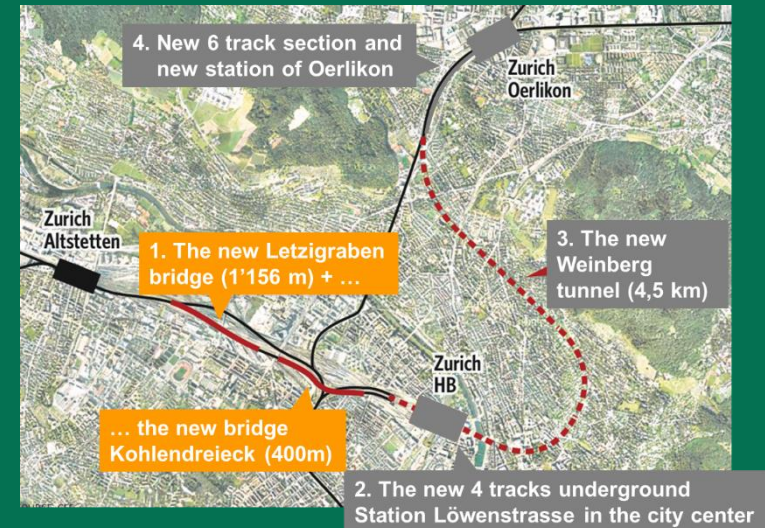 4. New 6 track section and
new station of Oerlikon
Zurich
Oerlikon
Zurich
Altstetten
1. The new Letzigraben
bridge (1'156 m) + ...
3. The new
Weinberg
tunnel (4,5 km)
Zurich
HB
... the new bridge
Kohlendreieck (400m)
2. The new 4 tracks underground
Station Löwenstrasse in the city center